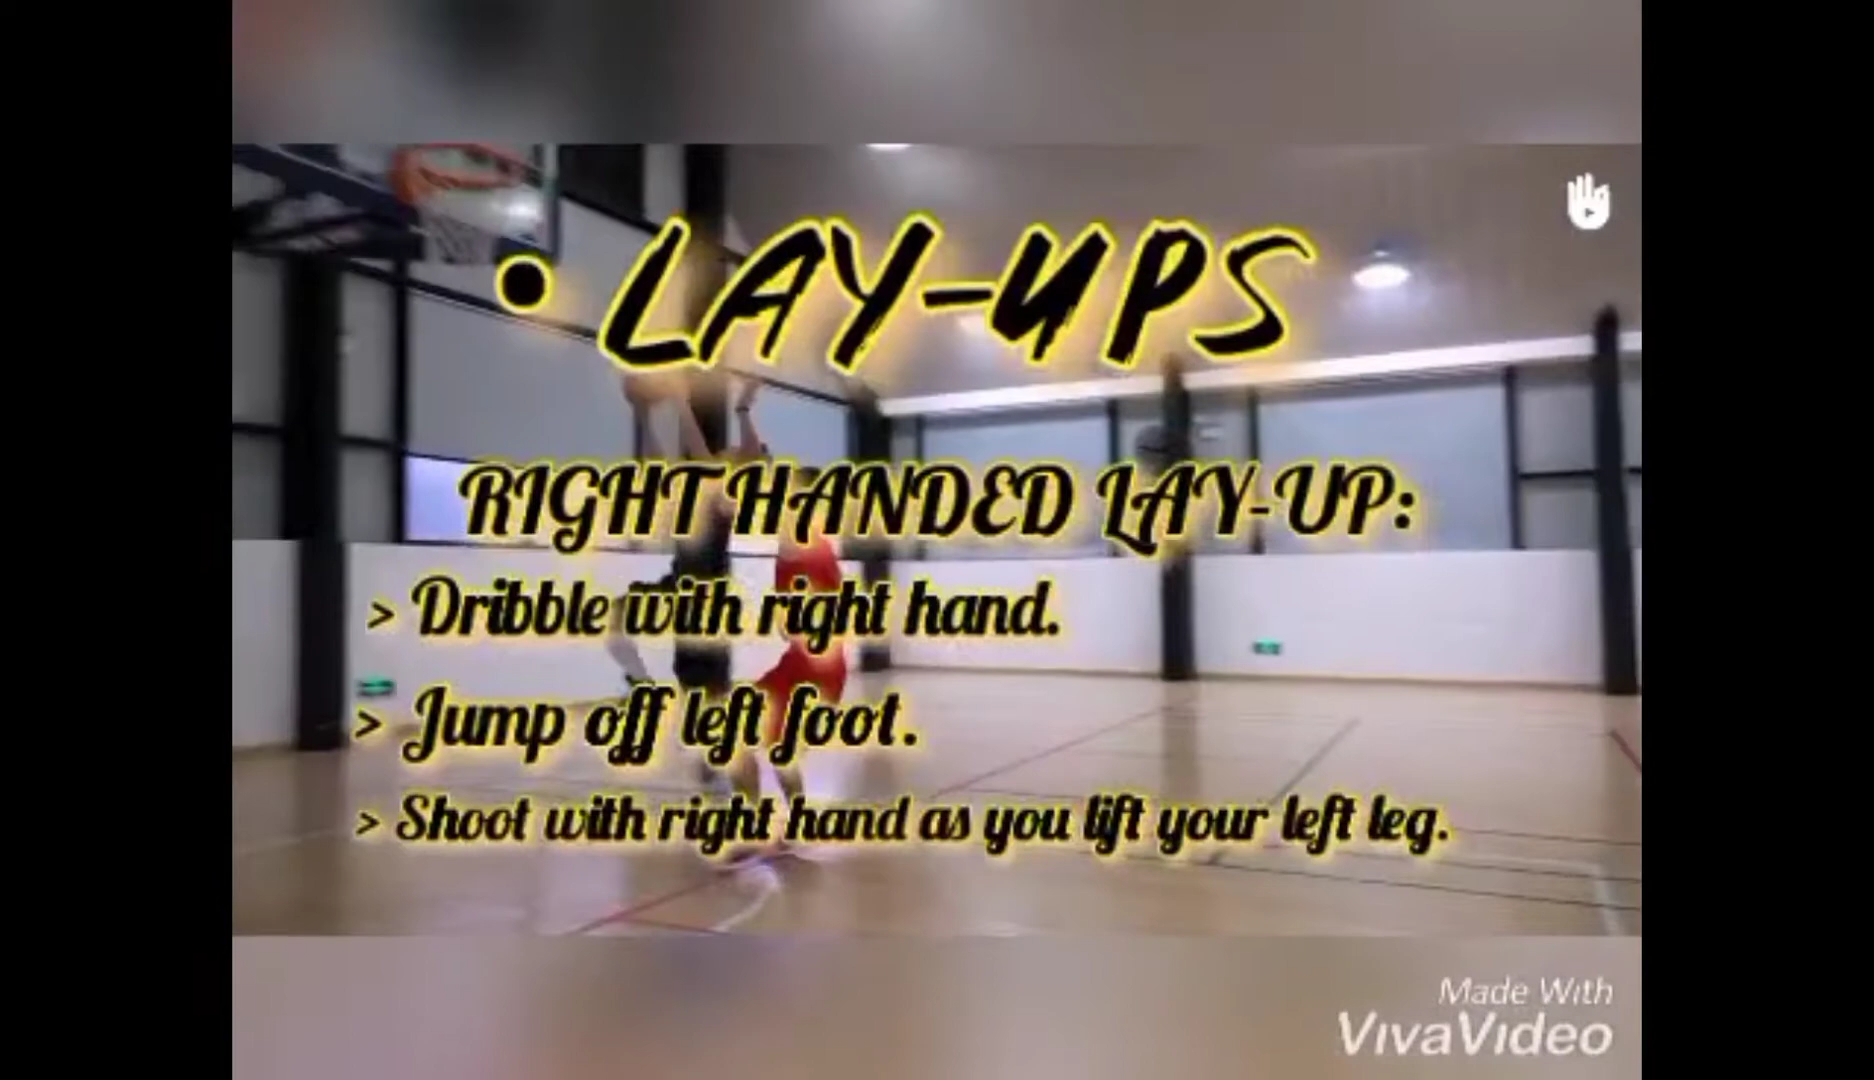 • LAY-UPS
RIGHT HANDED LAY-UP:
> Dribble with right hand.
> Jump off left foot.
> Shoot with right hand as you lift your left leg.
Made With
VivaVideo